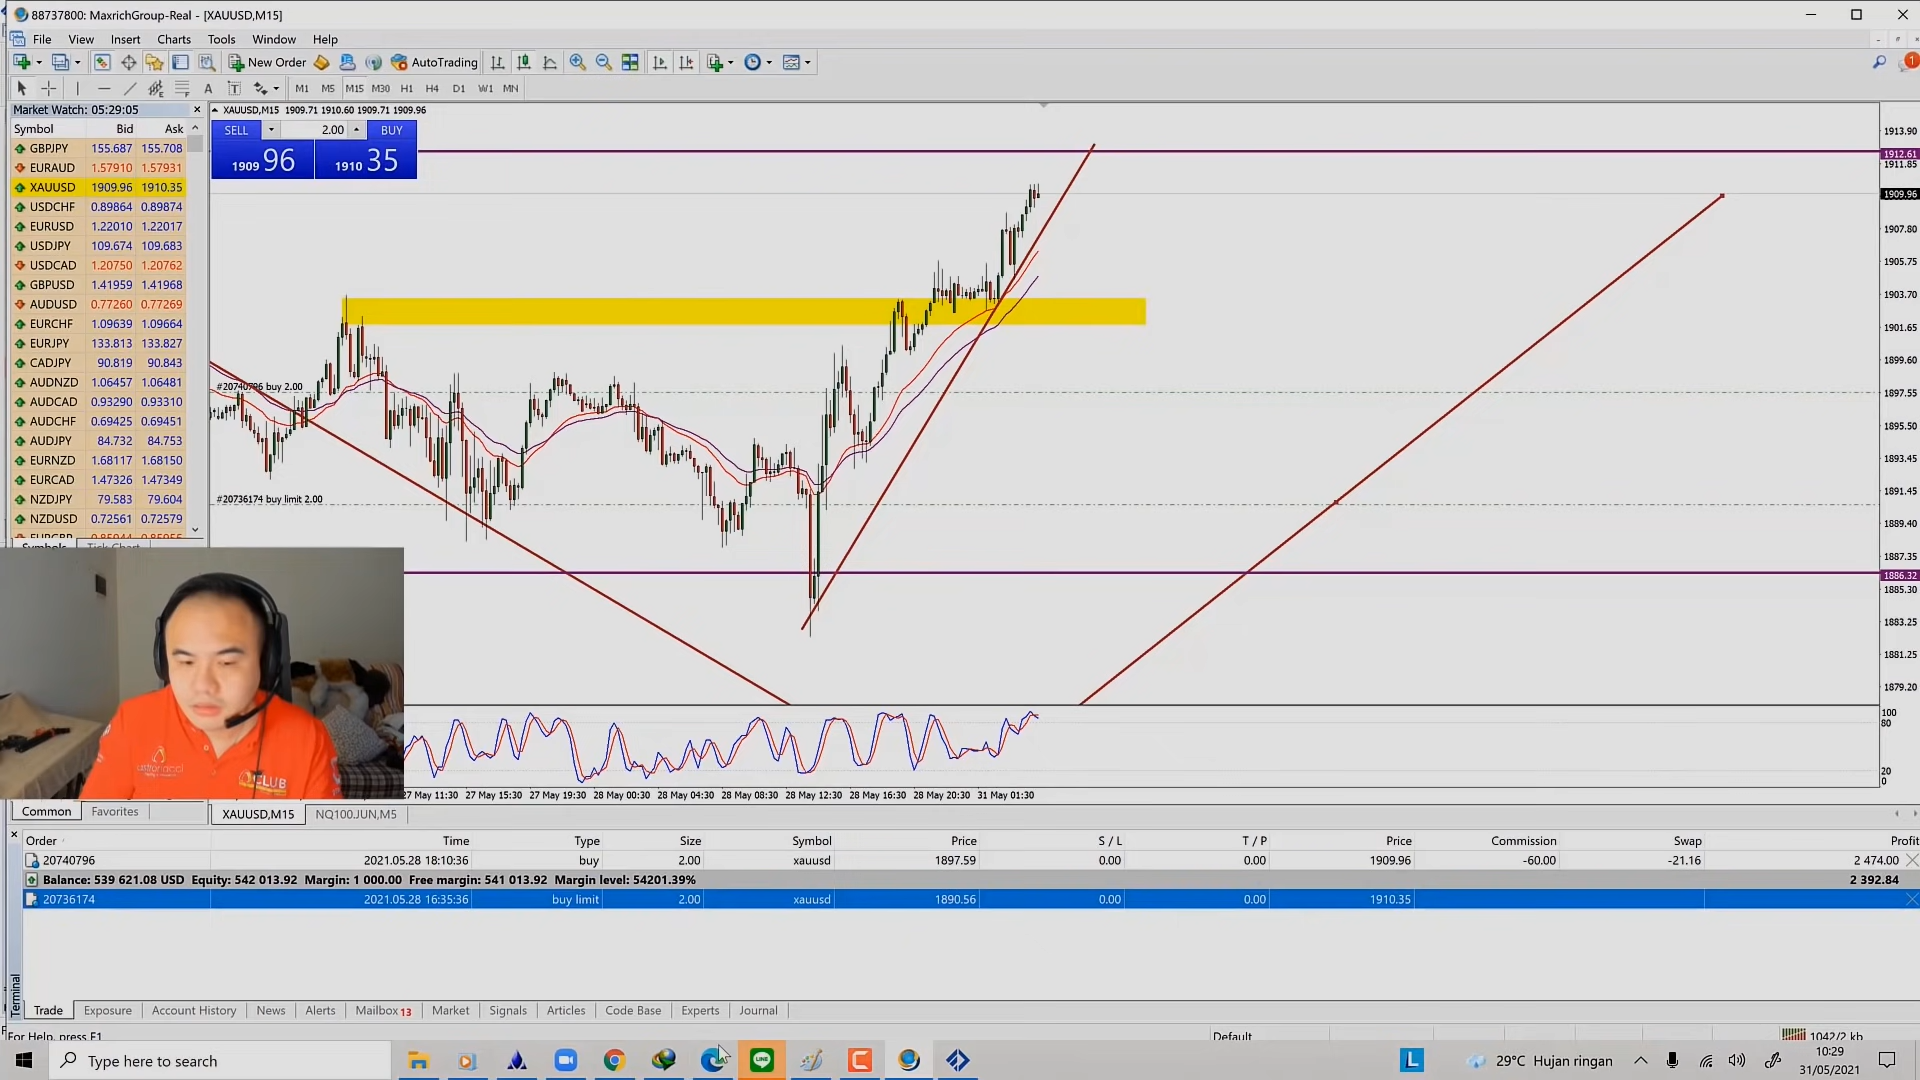 88737800: MaxrichGroup-Real - [XAUUSD,M15]
File View Insert Charts Tools Window Help
New Order AutoTrading
A T M1 M5 M15 M30 H1 H4 D1 W1 MN
Market Watch: 05:29:05
Symbol Bid Ask
GBPJPY 155.687 155.708
EURAUD 1.57910 1.57931
XAUUSD 1909.96 1910.35
USDCHF 0.89864 0.89874
EURUSD 1.22010 1.22017
USDJPY 109.674 109.683
USDCAD 1.20750 1.20762
GBPUSD 1.41959 1.41968
AUDUSD 0.77260 0.77269
EURCHF 1.09639 1.09664
EURJPY 133.813 133.827
CADJPY 90.819 90.843
AUDNZD 1.06457 1.06481
AUDCAD 0.93290 0.93310
AUDCHF 0.69425 0.69451
AUDJPY 84.732 84.753
EURNZD 1.68117 1.68150
EURCAD 1.47326 1.47349
NZDJPY 79.583 79.604
NZDUSD 0.72561 0.72579
XAUUSD,M15 1909.71 1910.60 1909.71 1909.96
SELL 2.00 BUY
1909 96 1910 35
#20740796 buy 2.00
#20736174 buy limit 2.00
1913.90
1912.61
1911.85
1909.96
1907.80
1905.75
1903.70
1901.65
1899.60
1897.55
1895.50
1893.45
1891.45
1889.40
1887.35
1886.32
1885.30
1883.25
1881.25
1879.20
100
80
20
0
27 May 11:30 27 May 15:30 27 May 19:30 28 May 00:30 28 May 04:30 28 May 08:30 28 May 12:30 28 May 16:30 28 May 20:30 31 May 01:30
CLUB
Common Favorites
XAUUSD,M15 NQ100.JUN,M5
Order Time Type Size Symbol Price S / L T / P Price Commission Swap Profit
20740796 2021.05.28 18:10:36 buy 2.00 xauusd 1897.59 0.00 0.00 1909.96 -60.00 -21.16 2 474.00
Balance: 539 621.08 USD Equity: 542 013.92 Margin: 1 000.00 Free margin: 541 013.92 Margin level: 54201.39% 2 392.84
20736174 2021.05.28 16:35:36 buy limit 2.00 xauusd 1890.56 0.00 0.00 1910.35
Terminal
Trade Exposure Account History News Alerts Mailbox 13 Market Signals Articles Code Base Experts Journal
For Help, press F1 Default 1042/2 kb
Type here to search
LINE
L
29°C Hujan ringan
10:29
31/05/2021